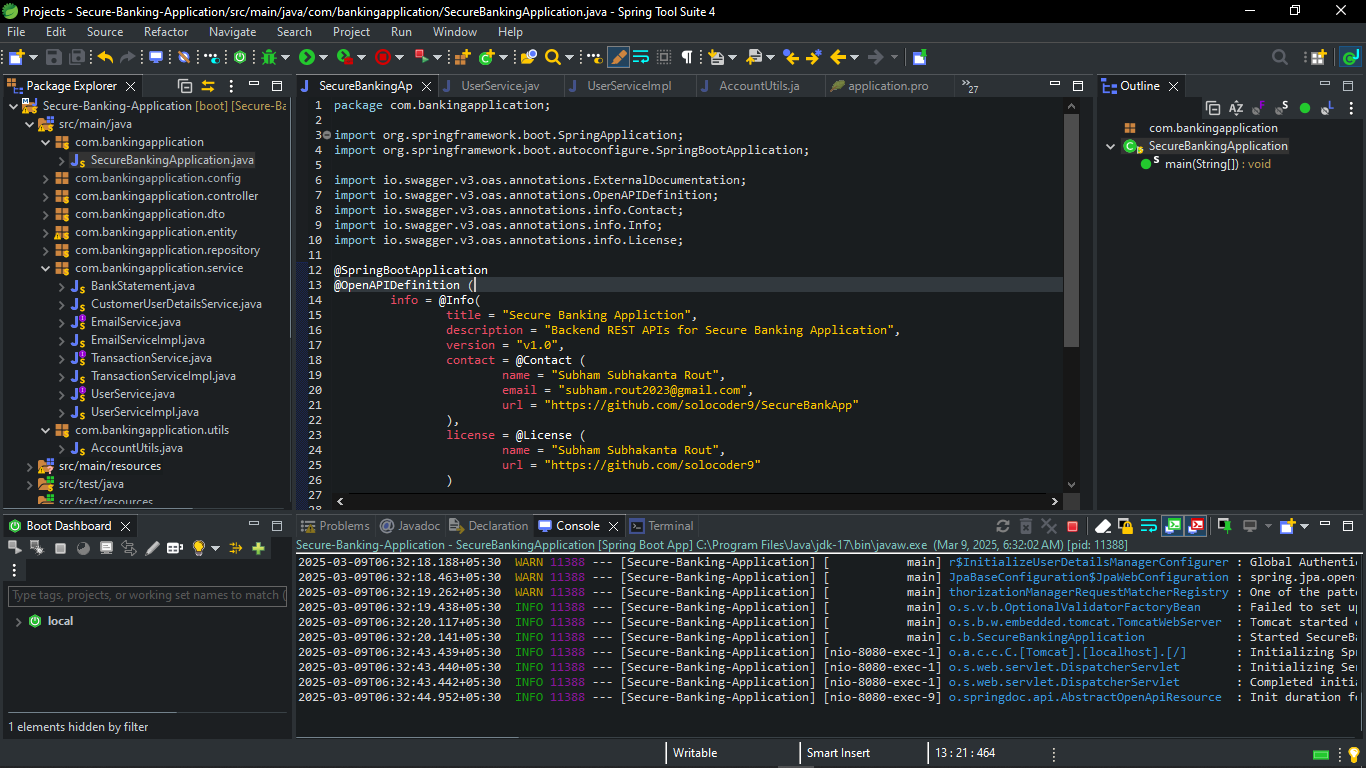 Projects - Secure-Banking-Application/src/main/java/com/bankingapplication/SecureBankingApplication.java - Spring Tool Suite 4
File Edit Source Refactor Navigate Search Project Run Window Help
Package Explorer
Secure-Banking-Application [boot] [Secure-Ba
src/main/java
com.bankingapplication
SecureBankingApplication.java
com.bankingapplication.config
com.bankingapplication.controller
com.bankingapplication.dto
com.bankingapplication.entity
com.bankingapplication.repository
com.bankingapplication.service
BankStatement.java
CustomerUserDetailsService.java
EmailService.java
EmailServiceImpl.java
TransactionService.java
TransactionServiceImpl.java
UserService.java
UserServiceImpl.java
com.bankingapplication.utils
AccountUtils.java
src/main/resources
src/test/java
src/test/resources
SecureBankingAp UserService.jav UserServiceImpl AccountUtils.ja application.pro »27
1 package com.bankingapplication;
2
3 import org.springframework.boot.SpringApplication;
4 import org.springframework.boot.autoconfigure.SpringBootApplication;
5
6 import io.swagger.v3.oas.annotations.ExternalDocumentation;
7 import io.swagger.v3.oas.annotations.OpenAPIDefinition;
8 import io.swagger.v3.oas.annotations.info.Contact;
9 import io.swagger.v3.oas.annotations.info.Info;
10 import io.swagger.v3.oas.annotations.info.License;
11
12 @SpringBootApplication
13 @OpenAPIDefinition (
14 info = @Info(
15 title = "Secure Banking Appliction",
16 description = "Backend REST APIs for Secure Banking Application",
17 version = "v1.0",
18 contact = @Contact (
19 name = "Subham Subhakanta Rout",
20 email = "subham.rout2023@gmail.com",
21 url = "https://github.com/solocoder9/SecureBankApp"
22 ),
23 license = @License (
24 name = "Subham Subhakanta Rout",
25 url = "https://github.com/solocoder9"
26 )
27
28
Outline
com.bankingapplication
SecureBankingApplication
main(String[]) : void
Boot Dashboard
Type tags, projects, or working set names to match (
local
1 elements hidden by filter
Problems Javadoc Declaration Console Terminal
Secure-Banking-Application - SecureBankingApplication [Spring Boot App] C:\Program Files\Java\jdk-17\bin\javaw.exe (Mar 9, 2025, 6:32:02 AM) [pid: 11388]
2025-03-09T06:32:18.188+05:30 WARN 11388 --- [Secure-Banking-Application] [ main] r$InitializeUserDetailsManagerConfigurer : Global Authenti
2025-03-09T06:32:18.463+05:30 WARN 11388 --- [Secure-Banking-Application] [ main] JpaBaseConfiguration$JpaWebConfiguration : spring.jpa.open
2025-03-09T06:32:19.262+05:30 WARN 11388 --- [Secure-Banking-Application] [ main] thorizationManagerRequestMatcherRegistry : One of the patte
2025-03-09T06:32:19.438+05:30 INFO 11388 --- [Secure-Banking-Application] [ main] o.s.v.b.OptionalValidatorFactoryBean : Failed to set up
2025-03-09T06:32:20.117+05:30 INFO 11388 --- [Secure-Banking-Application] [ main] o.s.b.w.embedded.tomcat.TomcatWebServer : Tomcat started o
2025-03-09T06:32:20.141+05:30 INFO 11388 --- [Secure-Banking-Application] [ main] c.b.SecureBankingApplication : Started SecureBa
2025-03-09T06:32:43.439+05:30 INFO 11388 --- [Secure-Banking-Application] [nio-8080-exec-1] o.a.c.c.C.[Tomcat].[localhost].[/] : Initializing Spr
2025-03-09T06:32:43.440+05:30 INFO 11388 --- [Secure-Banking-Application] [nio-8080-exec-1] o.s.web.servlet.DispatcherServlet : Initializing Ser
2025-03-09T06:32:43.442+05:30 INFO 11388 --- [Secure-Banking-Application] [nio-8080-exec-1] o.s.web.servlet.DispatcherServlet : Completed initia
2025-03-09T06:32:44.952+05:30 INFO 11388 --- [Secure-Banking-Application] [nio-8080-exec-9] o.springdoc.api.AbstractOpenApiResource : Init duration fo
Writable Smart Insert 13 : 21 : 464